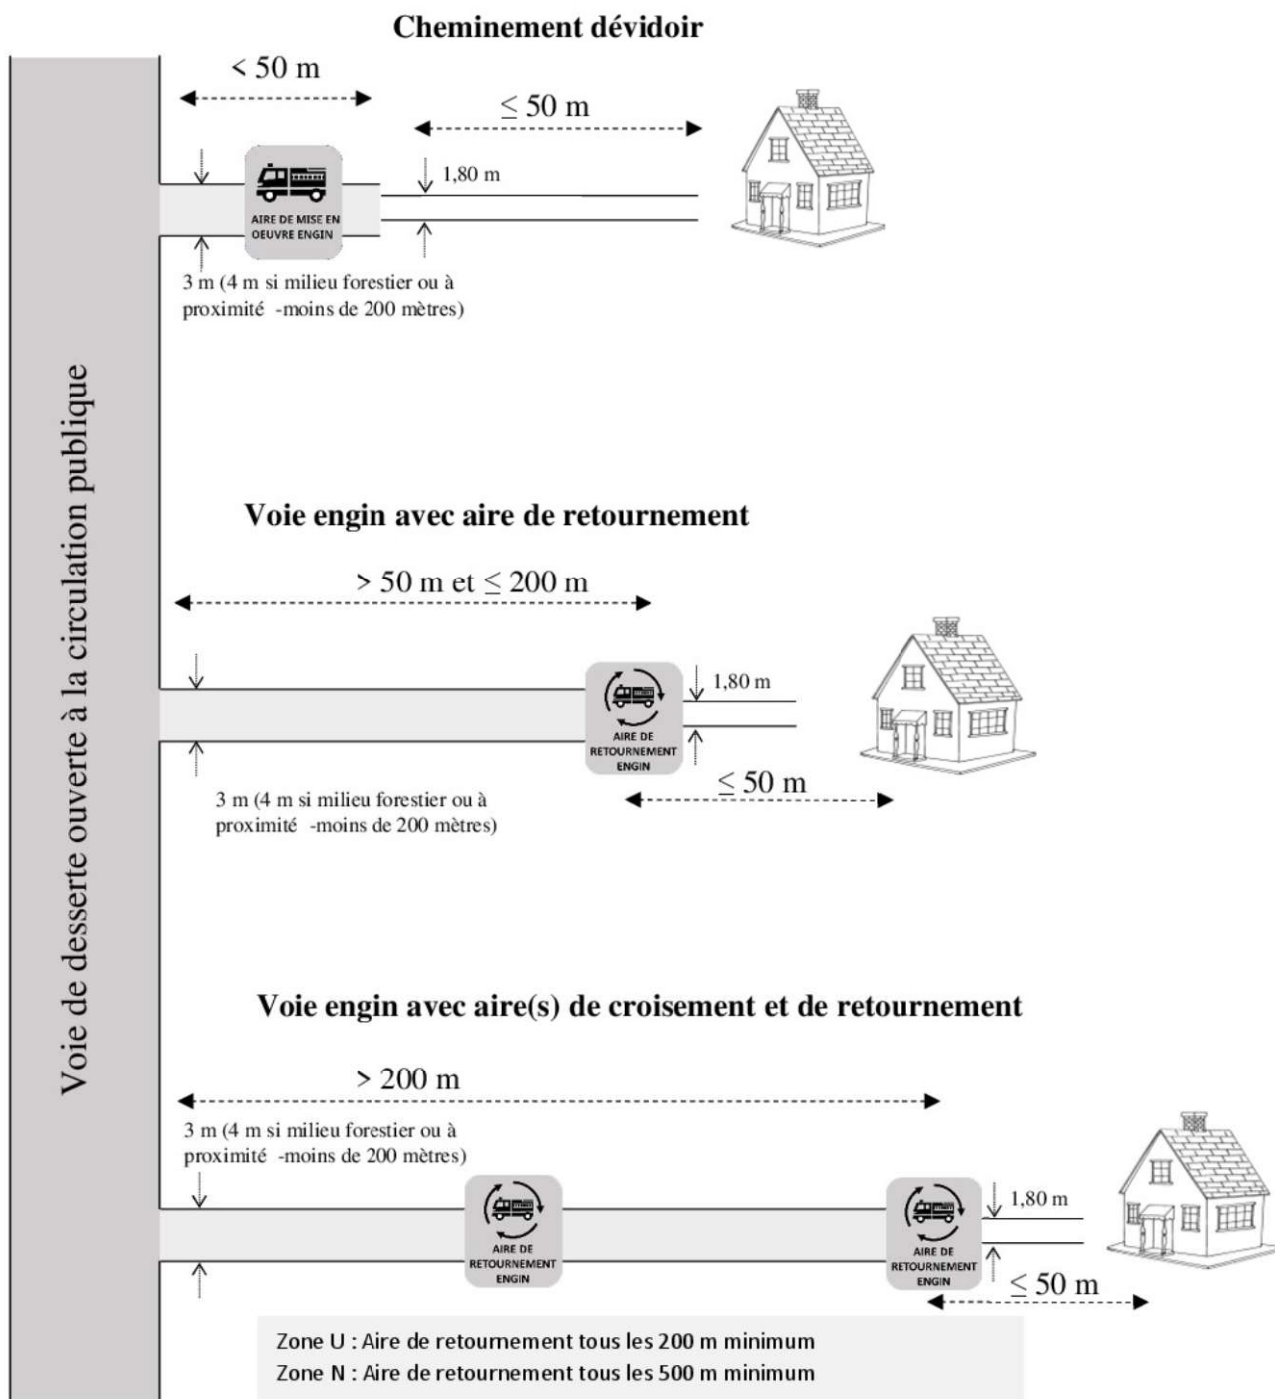 Cheminement dévidoir
< 50 m
≤ 50 m
1,80 m
AIRE DE MISE EN
OEUVRE ENGIN
3 m (4 m si milieu forestier ou à
proximité -moins de 200 mètres)
Voie de desserte ouverte à la circulation publique
Voie engin avec aire de retournement
> 50 m et ≤ 200 m
1,80 m
AIRE DE
RETOURNEMENT
ENGIN
≤ 50 m
3 m (4 m si milieu forestier ou à
proximité -moins de 200 mètres)
Voie engin avec aire(s) de croisement et de retournement
> 200 m
3 m (4 m si milieu forestier ou à
proximité -moins de 200 mètres)
AIRE DE
RETOURNEMENT
ENGIN
AIRE DE
RETOURNEMENT
ENGIN
1,80 m
≤ 50 m
Zone U : Aire de retournement tous les 200 m minimum
Zone N : Aire de retournement tous les 500 m minimum